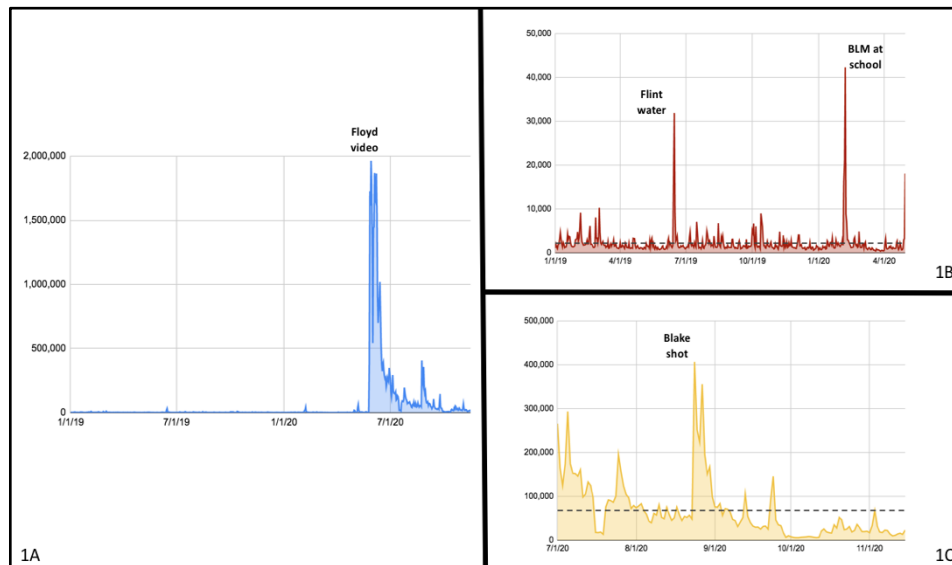 Floyd
video
2,000,000
1,500,000
1,000,000
500,000
0
1/1/19
7/1/19
1/1/20
7/1/20
1A
50,000
40,000
30,000
20,000
10,000
0
BLM at
school
Flint
water
1/1/19
4/1/19
7/1/19
10/1/19
1/1/20
4/1/20
1B
500,000
400,000
300,000
200,000
100,000
0
Blake
shot
7/1/20
8/1/20
9/1/20
10/1/20
11/1/20
1C